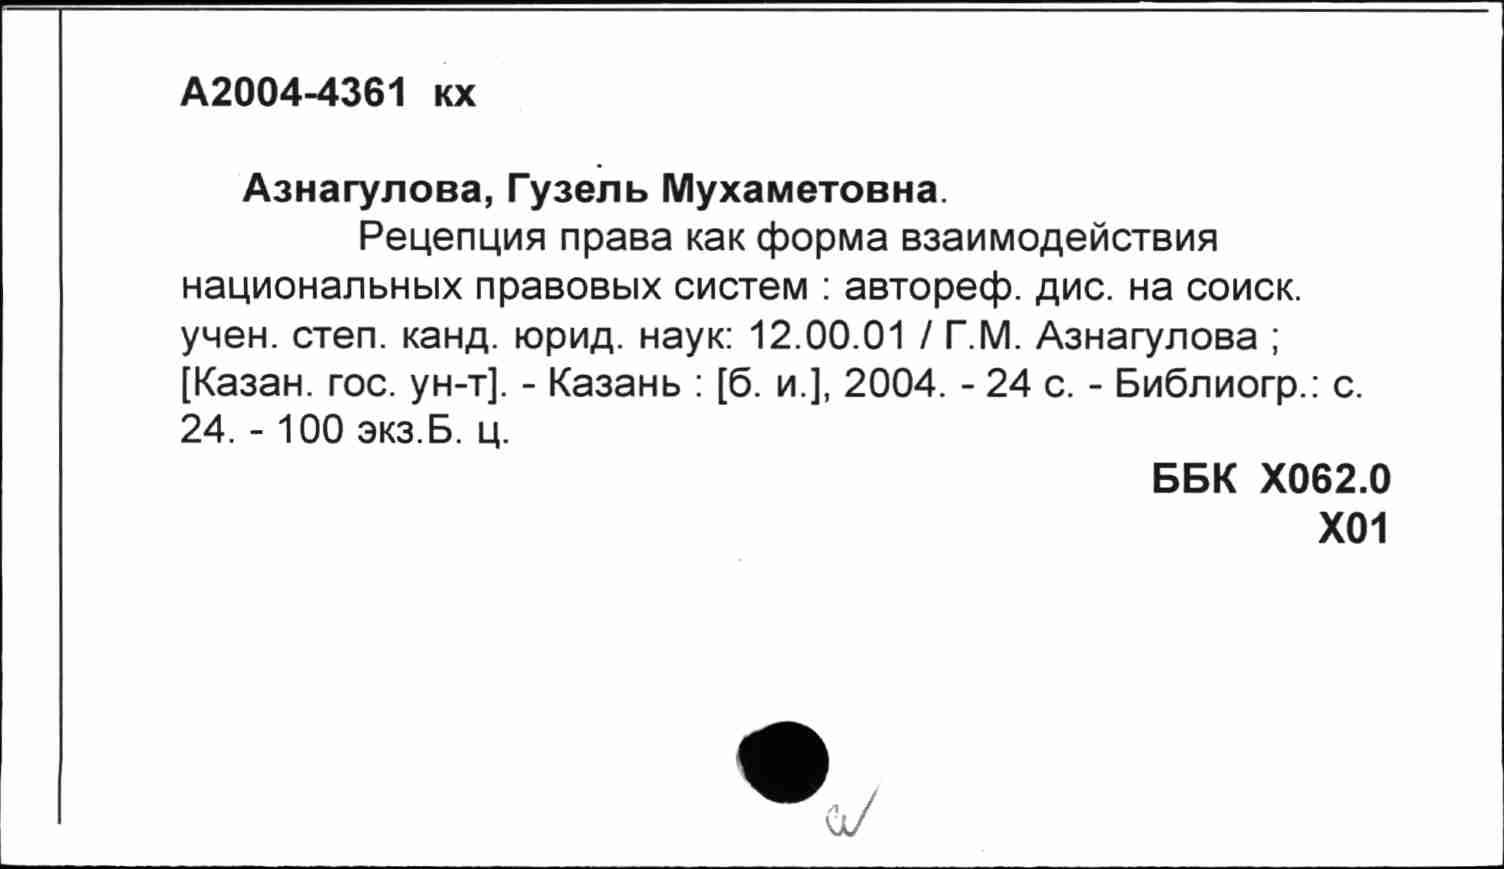 А2004-4361 кх
Азнагулова, Гузель Мухаметовна.
Рецепция права как форма взаимодействия
национальных правовых систем : автореф. дис. на соиск.
учен. степ. канд. юрид. наук: 12.00.01 / Г.М. Азнагулова ;
[Казан. гос. ун-т]. - Казань : [б. и.], 2004. - 24 с. - Библиогр.: с.
24. - 100 экз.Б. ц.
ББК Х062.0
Х01